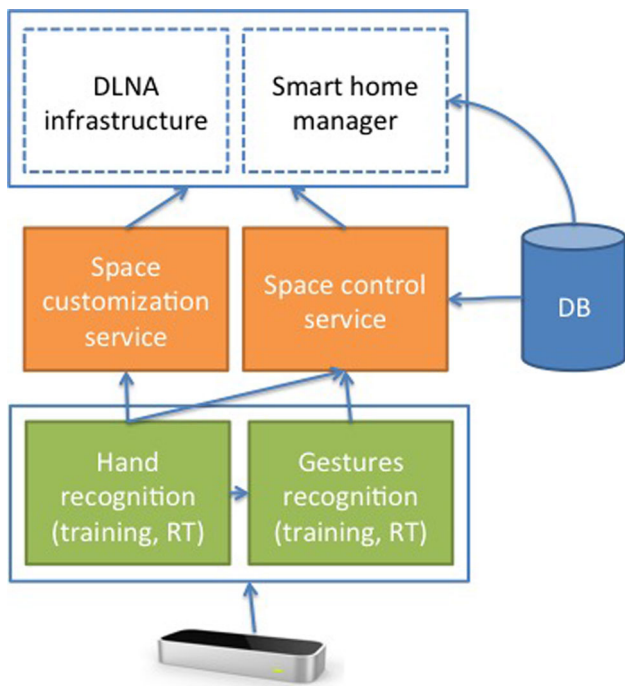 DLNA
infrastructure
Smart home
manager
Space
customization
service
Space control
service
DB
Hand
recognition
(training, RT)
Gestures
recognition
(training, RT)